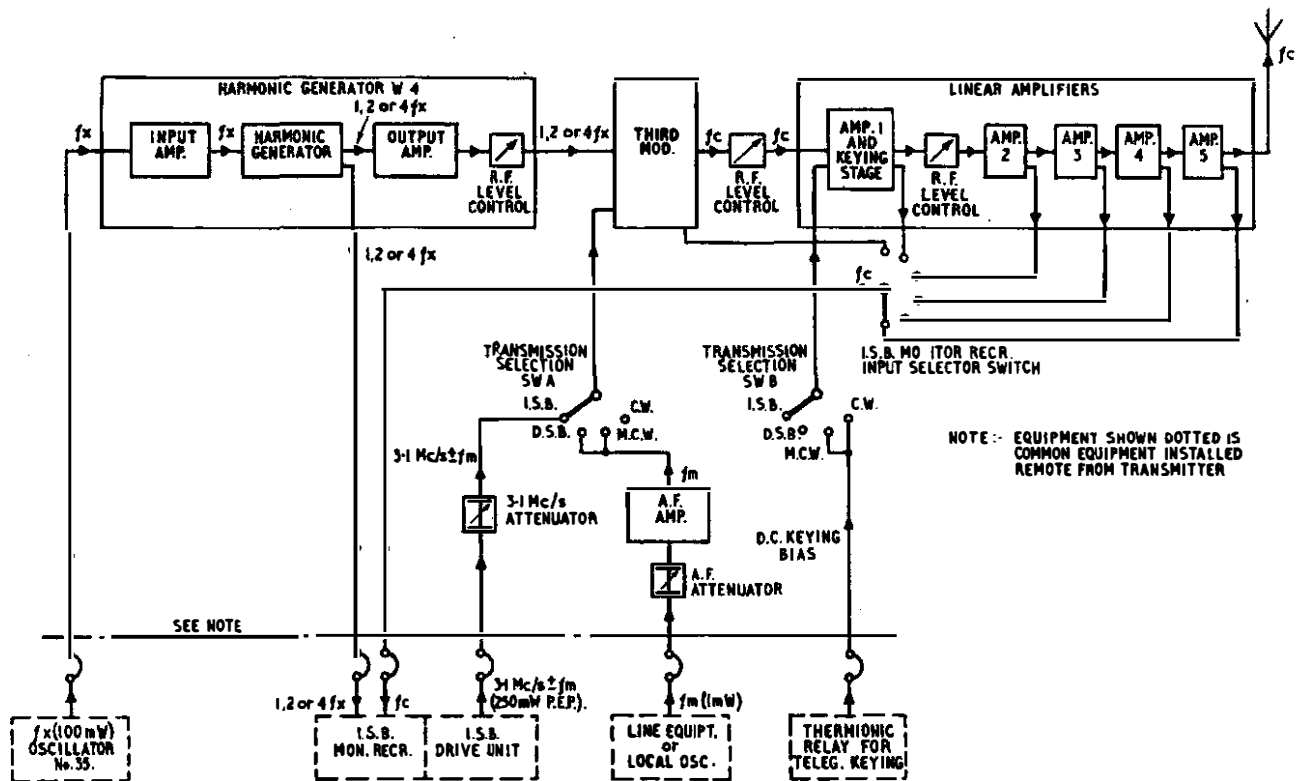 HARMONIC GENERATOR W 4
1,2 or 4 fx
fx
INPUT
AMP.
fx
HARMONIC
GENERATOR
OUTPUT
AMP.
R.F.
LEVEL
CONTROL
1,2 or 4 fx
THIRD
MOD.
fc
R.F.
LEVEL
CONTROL
fc
LINEAR AMPLIFIERS
AMP. 1
AND
KEYING
STAGE
R.F.
LEVEL
CONTROL
AMP.
2
AMP.
3
AMP.
4
AMP.
5
fc
1,2 or 4 fx
fc
I.S.B. MO ITOR RECR.
INPUT SELECTOR SWITCH
TRANSMISSION
SELECTION
SWA
I.S.B.
D.S.B.
M.C.W.
C.W.
TRANSMISSION
SELECTION
SW B
I.S.B.
D.S.B.
M.C.W.
C.W.
NOTE:- EQUIPMENT SHOWN DOTTED IS
COMMON EQUIPMENT INSTALLED
REMOTE FROM TRANSMITTER
3·1 Mc/s±fm
3·1 Mc/s
ATTENUATOR
fm
A.F.
AMP.
A.F.
ATTENUATOR
D.C. KEYING
BIAS
SEE NOTE
1,2 or 4 fx
fc
3·1 Mc/s±fm
(250mW P.E.P.).
fm (1mW)
fx (100 mW)
OSCILLATOR
No. 35.
I.S.B.
MON. RECR.
I.S.B.
DRIVE UNIT
LINE EQUIPT.
or
LOCAL OSC.
THERMIONIC
RELAY FOR
TELEG. KEYING